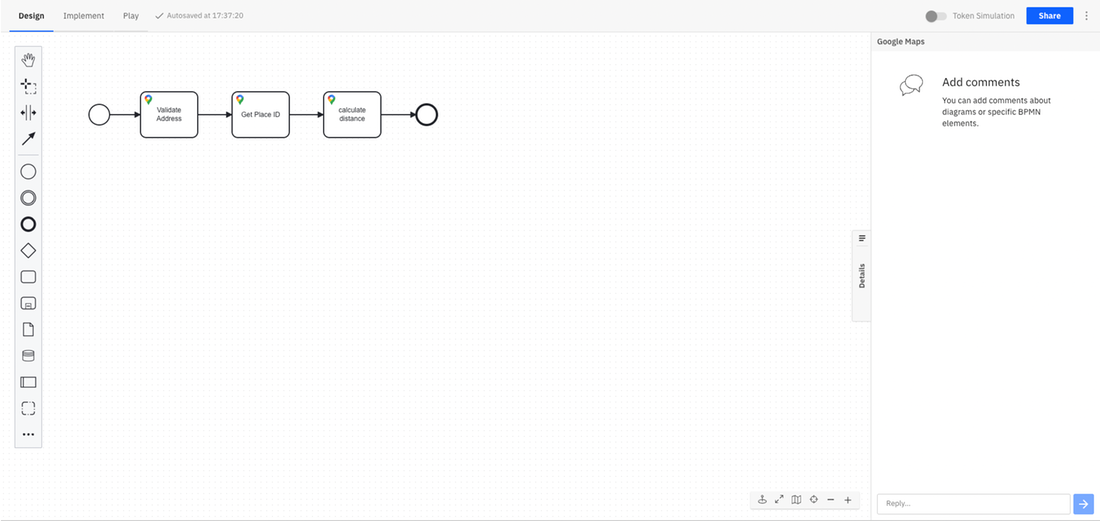 Design
Implement
Play
Autosaved at 17:37:20
Token Simulation
Share
Google Maps
Validate
Address
Get Place ID
calculate
distance
Add comments
You can add comments about
diagrams or specific BPMN
elements.
Details
Reply...